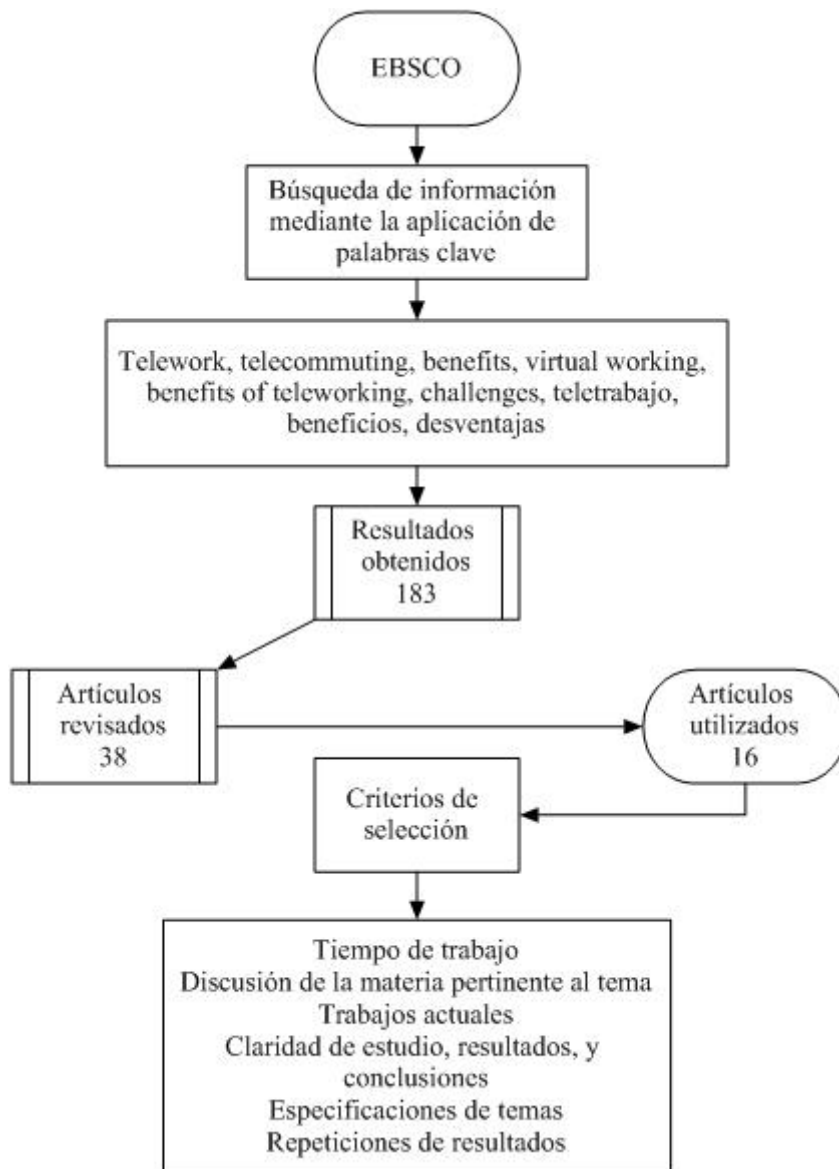 EBSCO
Búsqueda de información
mediante la aplicación de
palabras clave
Telework, telecommuting, benefits, virtual working,
benefits of teleworking, challenges, teletrabajo,
beneficios, desventajas
Resultados
obtenidos
183
Artículos
revisados
38
Artículos
utilizados
16
Criterios de
selección
Tiempo de trabajo
Discusión de la materia pertinente al tema
Trabajos actuales
Claridad de estudio, resultados, y
conclusiones
Especificaciones de temas
Repeticiones de resultados